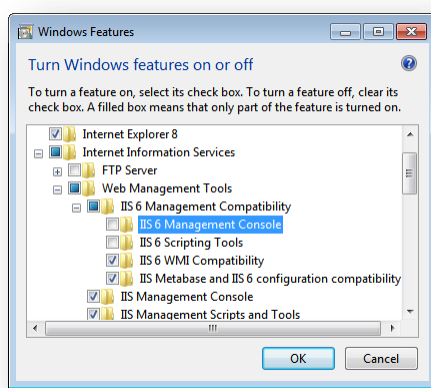 Windows Features
Turn Windows features on or off
To turn a feature on, select its check box. To turn a feature off, clear its
check box. A filled box means that only part of the feature is turned on.
Internet Explorer 8
Internet Information Services
FTP Server
Web Management Tools
IIS 6 Management Compatibility
IIS 6 Management Console
IIS 6 Scripting Tools
IIS 6 WMI Compatibility
IIS Metabase and IIS 6 configuration compatibility
IIS Management Console
IIS Management Scripts and Tools
OK Cancel